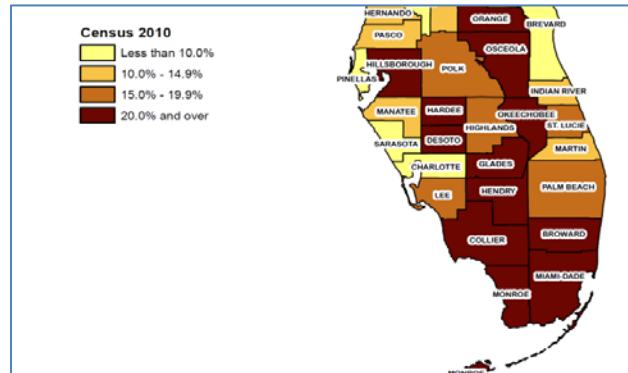 Census 2010
Less than 10.0%
10.0% - 14.9%
15.0% - 19.9%
20.0% and over
HERNANDO
ORANGE
BREVARD
PASCO
OSCEOLA
HILLSBOROUGH
POLK
PINELLAS
INDIAN RIVER
MANATEE
HARDEE
OKEECHOBEE
HIGHLANDS
ST. LUCIE
DESOTO
SARASOTA
MARTIN
CHARLOTTE
GLADES
LEE
HENDRY
PALM BEACH
COLLIER
BROWARD
MIAMI-DADE
MONROE
MONROE